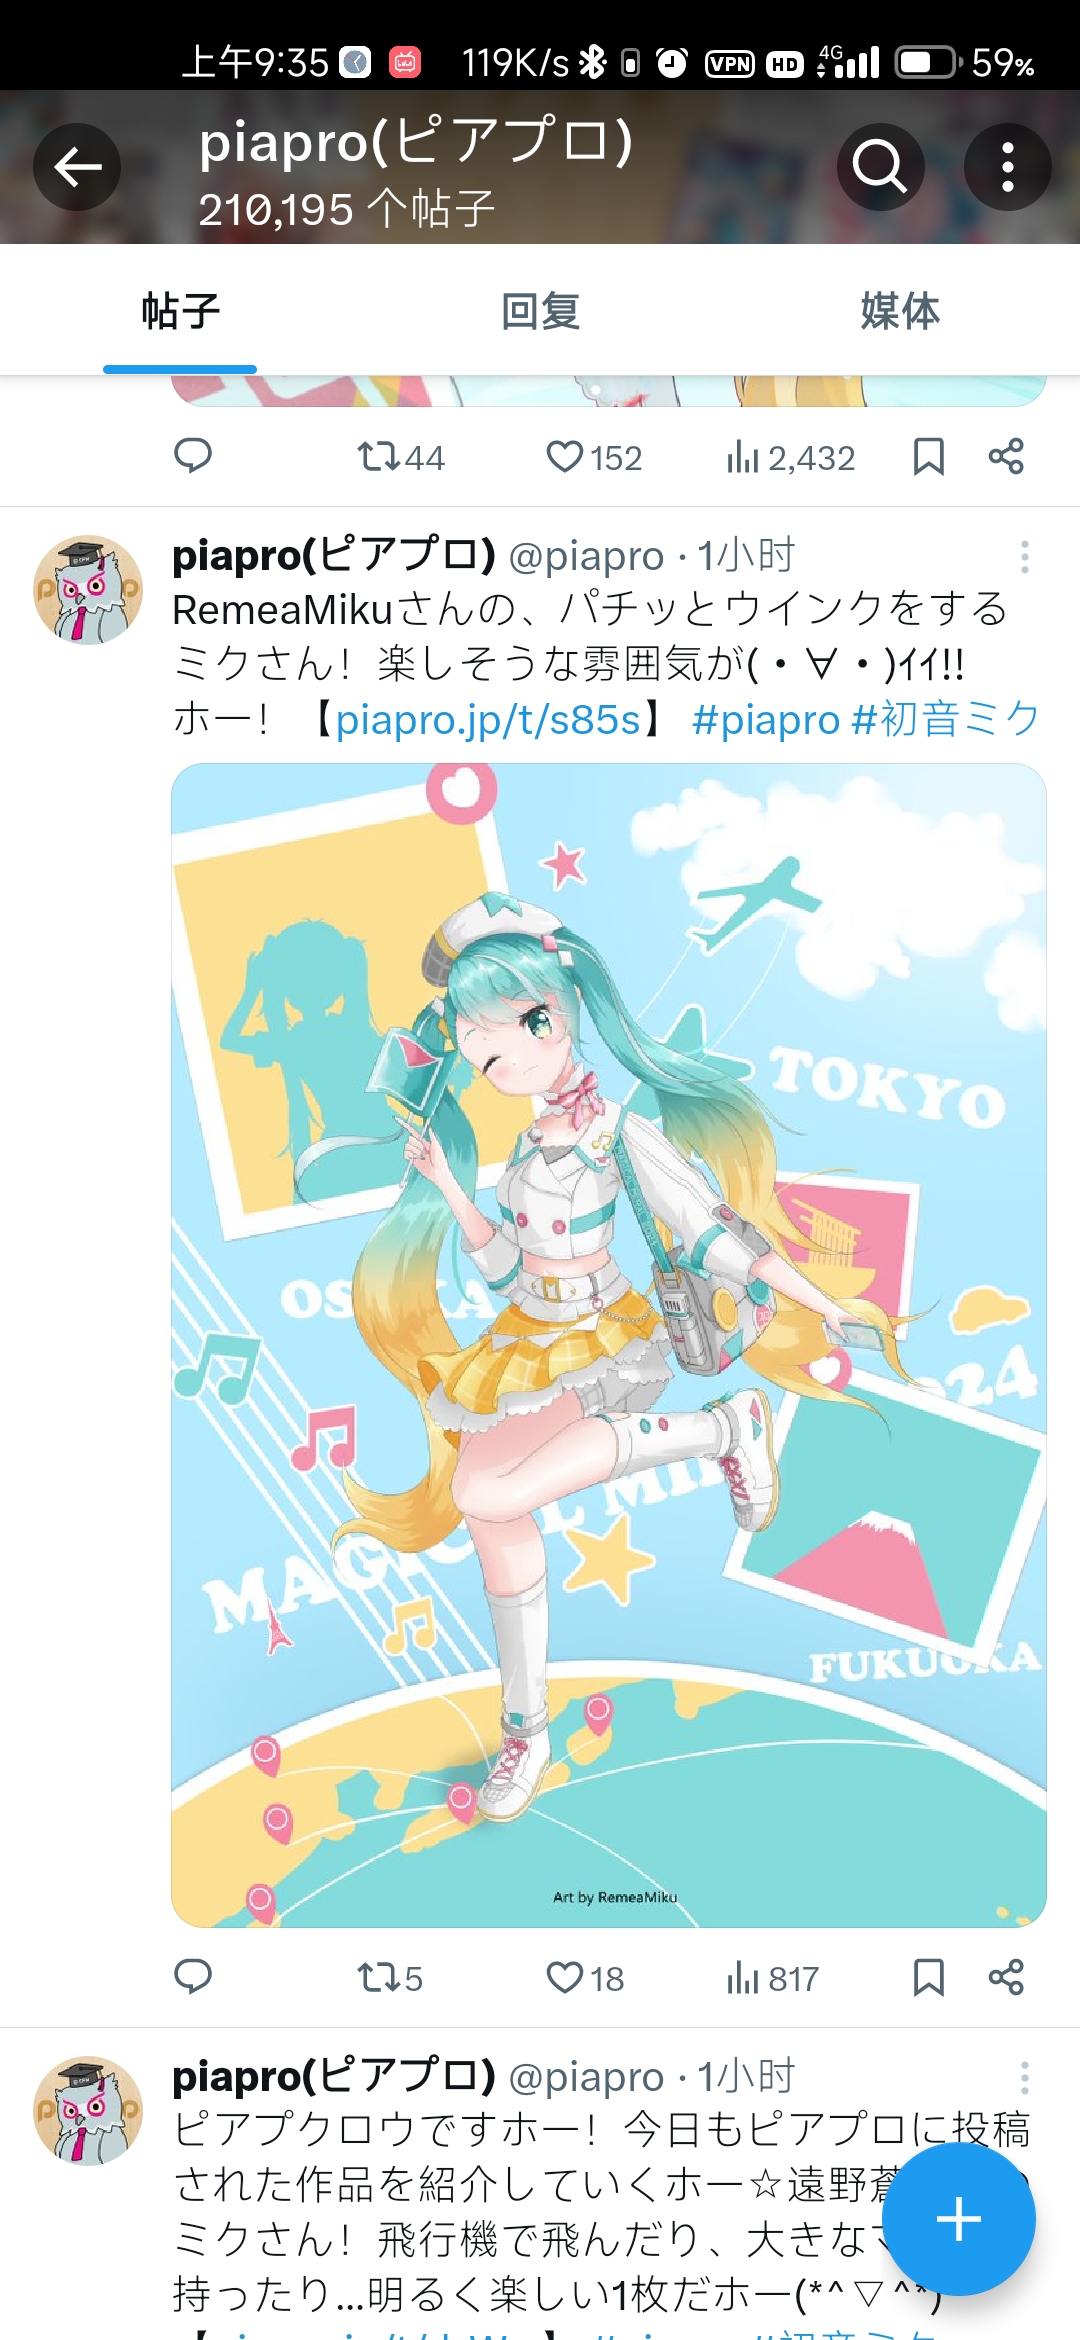 上午9:35 119K/s VPN HD 4G 59%
piapro(ピアプロ)
210,195 个帖子
帖子 回复 媒体
44 152 2,432
piapro(ピアプロ) @piapro · 1小时
RemeaMikuさんの、パチッとウインクをする
ミクさん！楽しそうな雰囲気が(・∀・)ｲｲ!!
ホー！【piapro.jp/t/s85s】 #piapro #初音ミク
TOKYO
MAGIC
FUKUOKA
Art by RemeaMiku
5 18 817
piapro(ピアプロ) @piapro · 1小时
ピアプクロウですホー！今日もピアプロに投稿
された作品を紹介していくホー☆遠野蒼
ミクさん！飛行機で飛んだり、大きな
持ったり...明るく楽しい1枚だホー(*^▽^*)